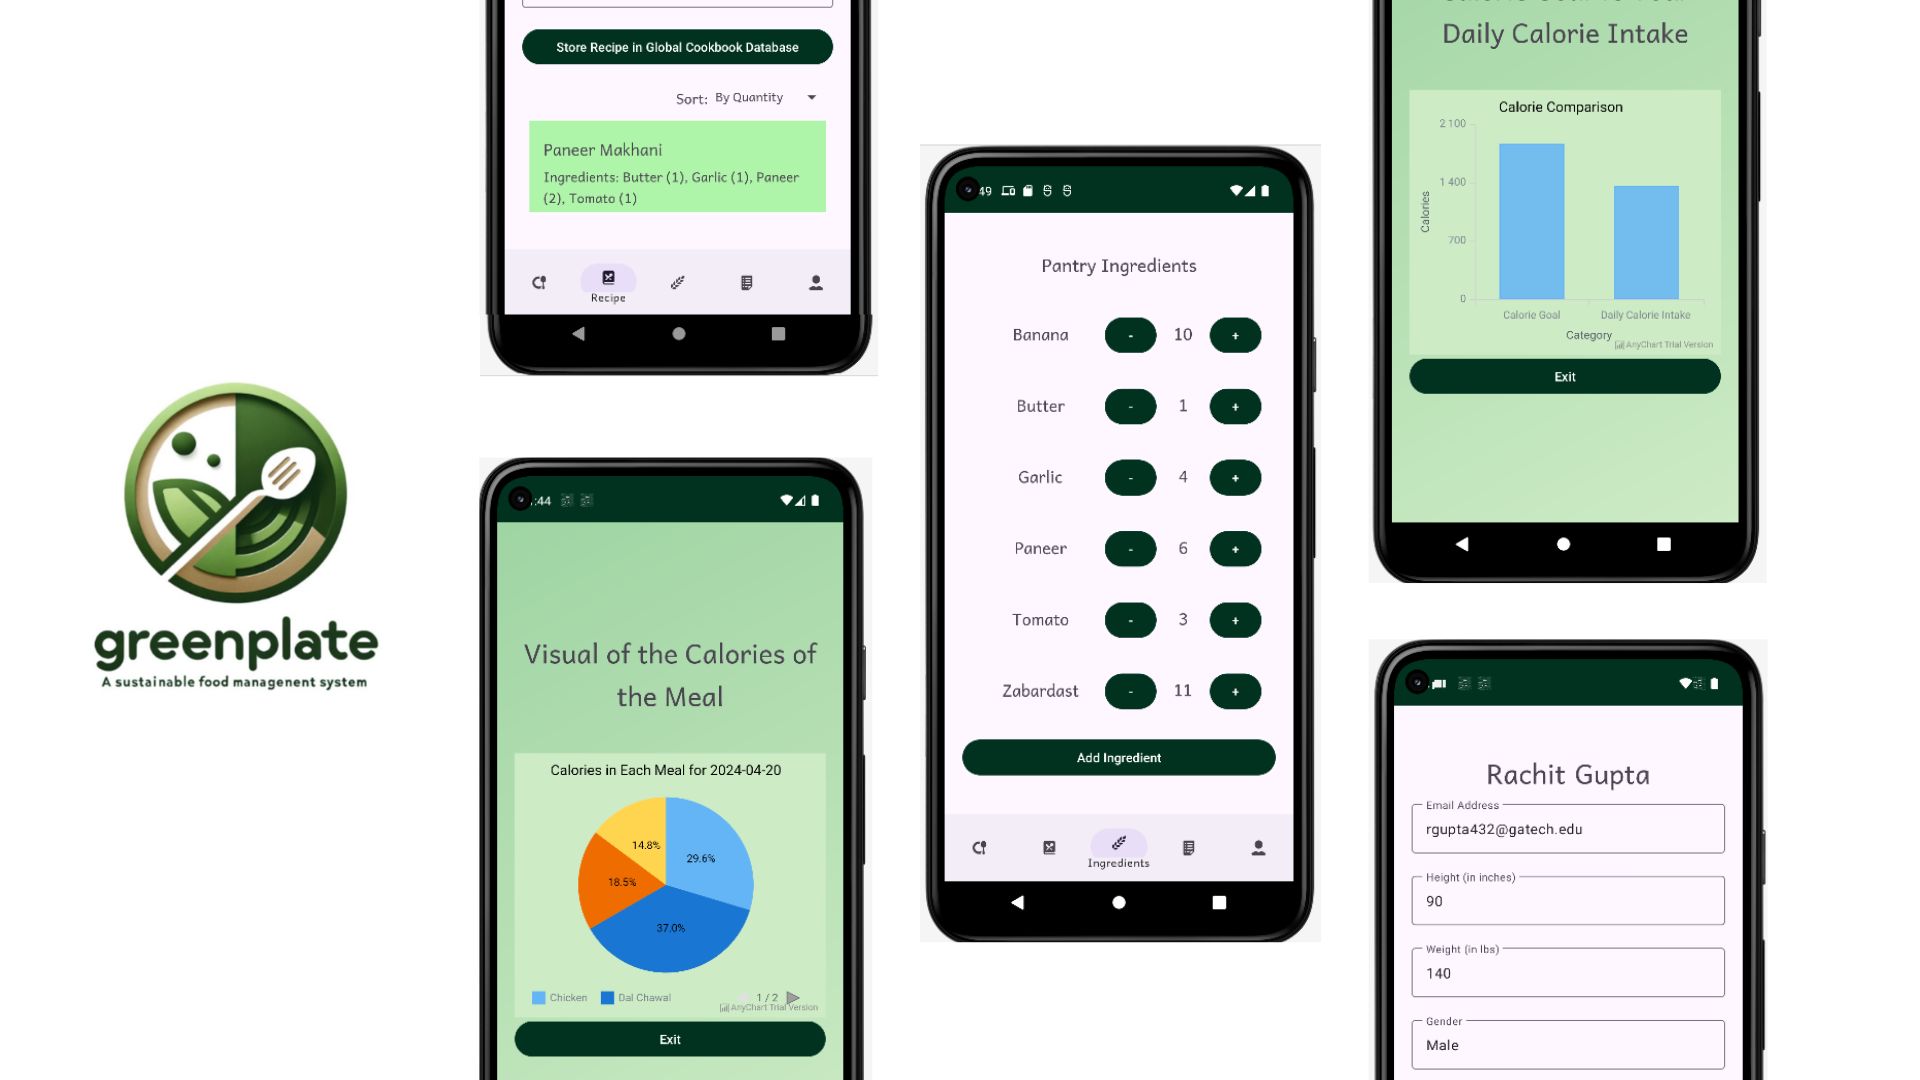 greenplate
A sustainable food managenent system
Store Recipe in Global Cookbook Database
Sort: By Quantity
Paneer Makhani
Ingredients: Butter (1), Garlic (1), Paneer
(2), Tomato (1)
Recipe
:44
Visual of the Calories of
the Meal
Calories in Each Meal for 2024-04-20
14.8%
29.6%
18.5%
37.0%
Chicken
Dal Chawal
1 / 2
AnyChart Trial Version
Exit
49
Pantry Ingredients
Banana - 10 +
Butter - 1 +
Garlic - 4 +
Paneer - 6 +
Tomato - 3 +
Zabardast - 11 +
Add Ingredient
Ingredients
Daily Calorie Intake
Calorie Comparison
2 100
1 400
700
0
Calories
Calorie Goal
Daily Calorie Intake
Category
AnyChart Trial Version
Exit
Rachit Gupta
Email Address
rgupta432@gatech.edu
Height (in inches)
90
Weight (in lbs)
140
Gender
Male